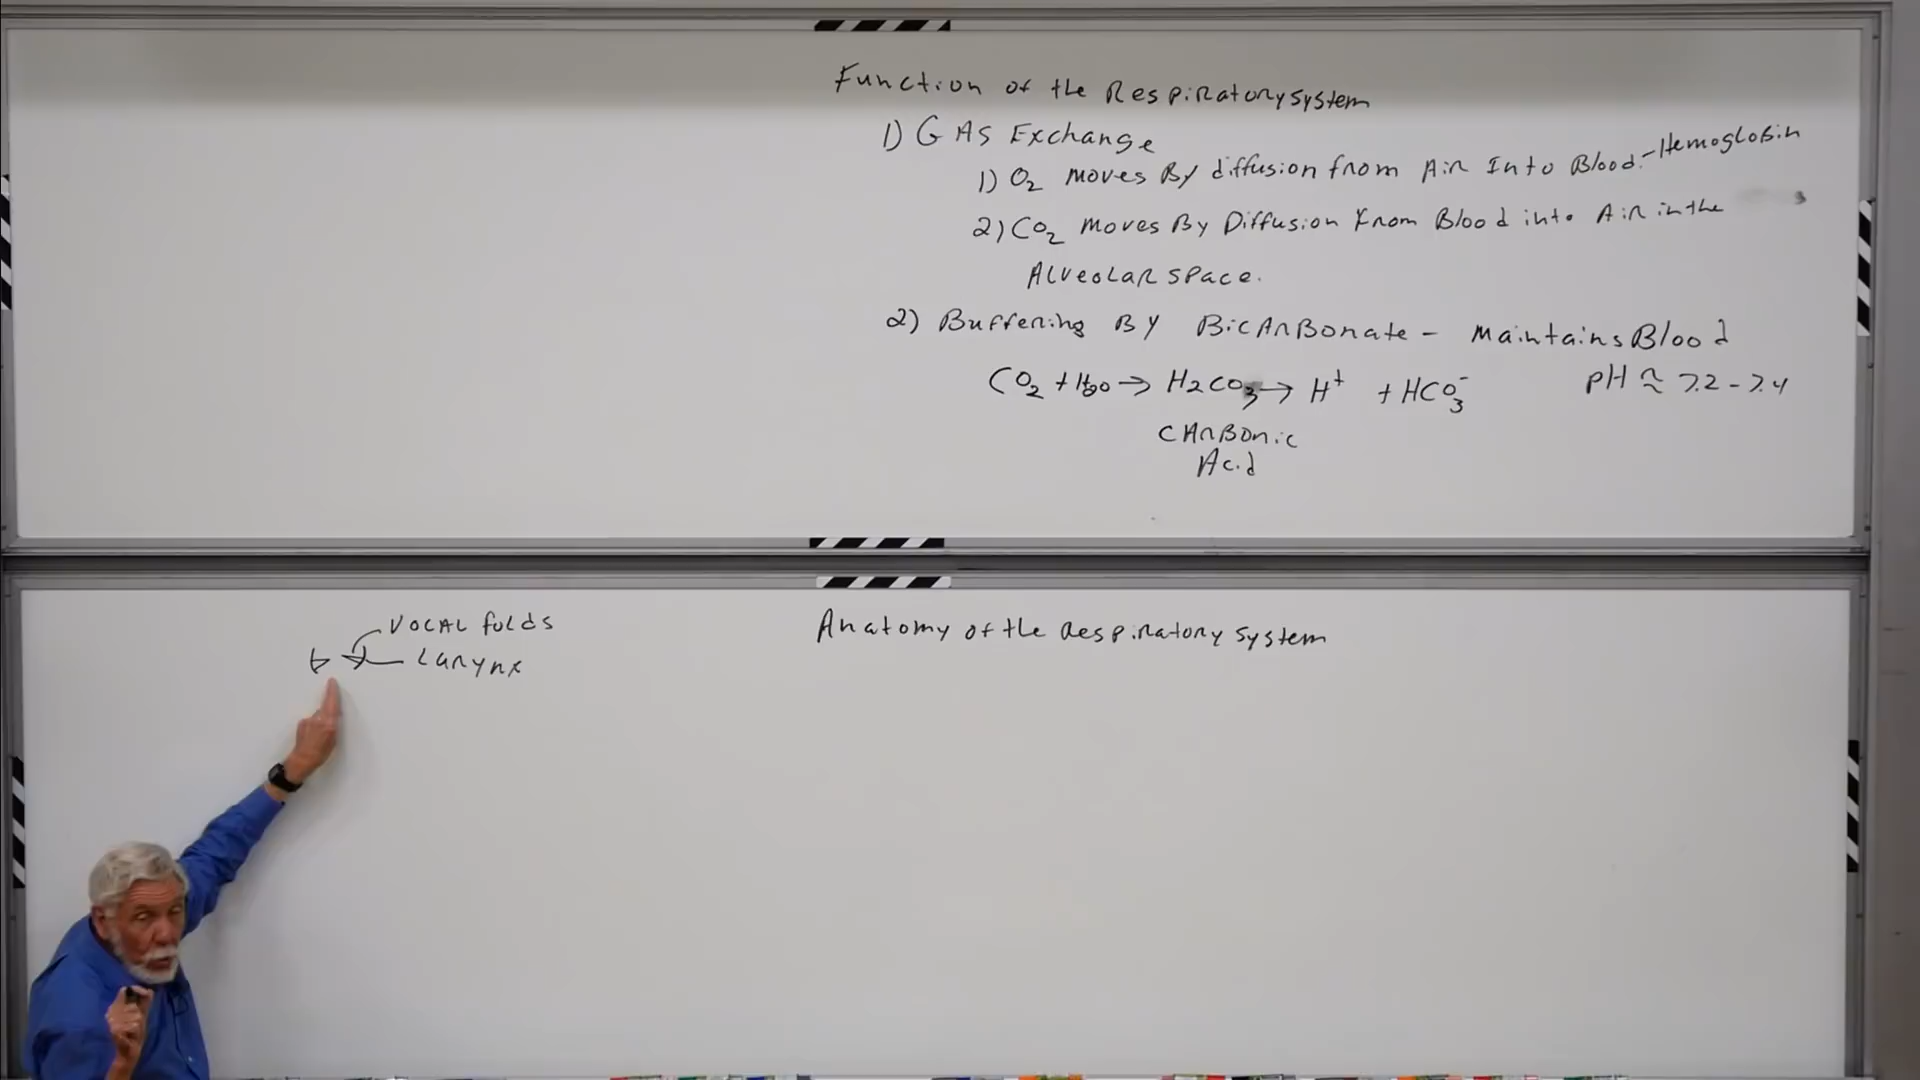 Function of the Respiratory system
1) GAS Exchange
1) O2 moves By diffusion from Air Into Blood. - Hemoglobin
2) CO2 moves By Diffusion from Blood into Air in the
Alveolar space.
2) Buffering By BicArBonate - maintains Blood
CO2 + H2O → H2CO3 → H+ + HCO3- pH ≈ 7.2 - 7.4
CArBonic
Acid
VOCAL folds
Larynx
Anatomy of the Respiratory system